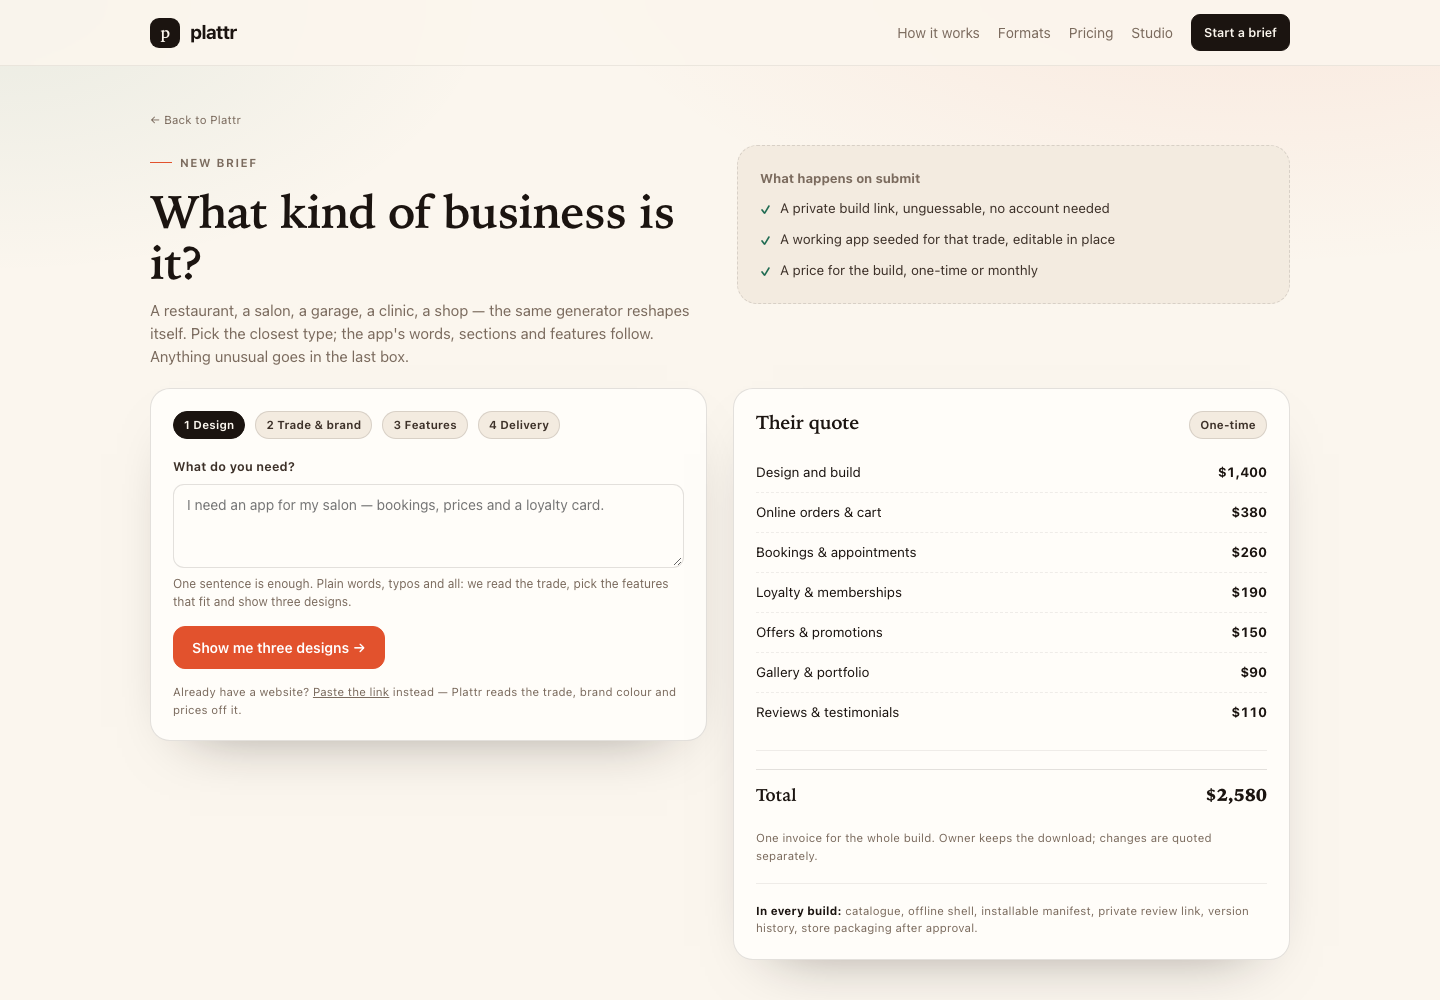 p plattr
How it works Formats Pricing Studio Start a brief
← Back to Plattr
NEW BRIEF
What kind of business is
it?
A restaurant, a salon, a garage, a clinic, a shop — the same generator reshapes
itself. Pick the closest type; the app's words, sections and features follow.
Anything unusual goes in the last box.
What happens on submit
✓ A private build link, unguessable, no account needed
✓ A working app seeded for that trade, editable in place
✓ A price for the build, one-time or monthly
1 Design 2 Trade & brand 3 Features 4 Delivery
What do you need?
I need an app for my salon — bookings, prices and a loyalty card.
One sentence is enough. Plain words, typos and all: we read the trade, pick the features
that fit and show three designs.
Show me three designs →
Already have a website? Paste the link instead — Plattr reads the trade, brand colour and
prices off it.
Their quote One-time
Design and build $1,400
Online orders & cart $380
Bookings & appointments $260
Loyalty & memberships $190
Offers & promotions $150
Gallery & portfolio $90
Reviews & testimonials $110
Total $2,580
One invoice for the whole build. Owner keeps the download; changes are quoted
separately.
In every build: catalogue, offline shell, installable manifest, private review link, version
history, store packaging after approval.